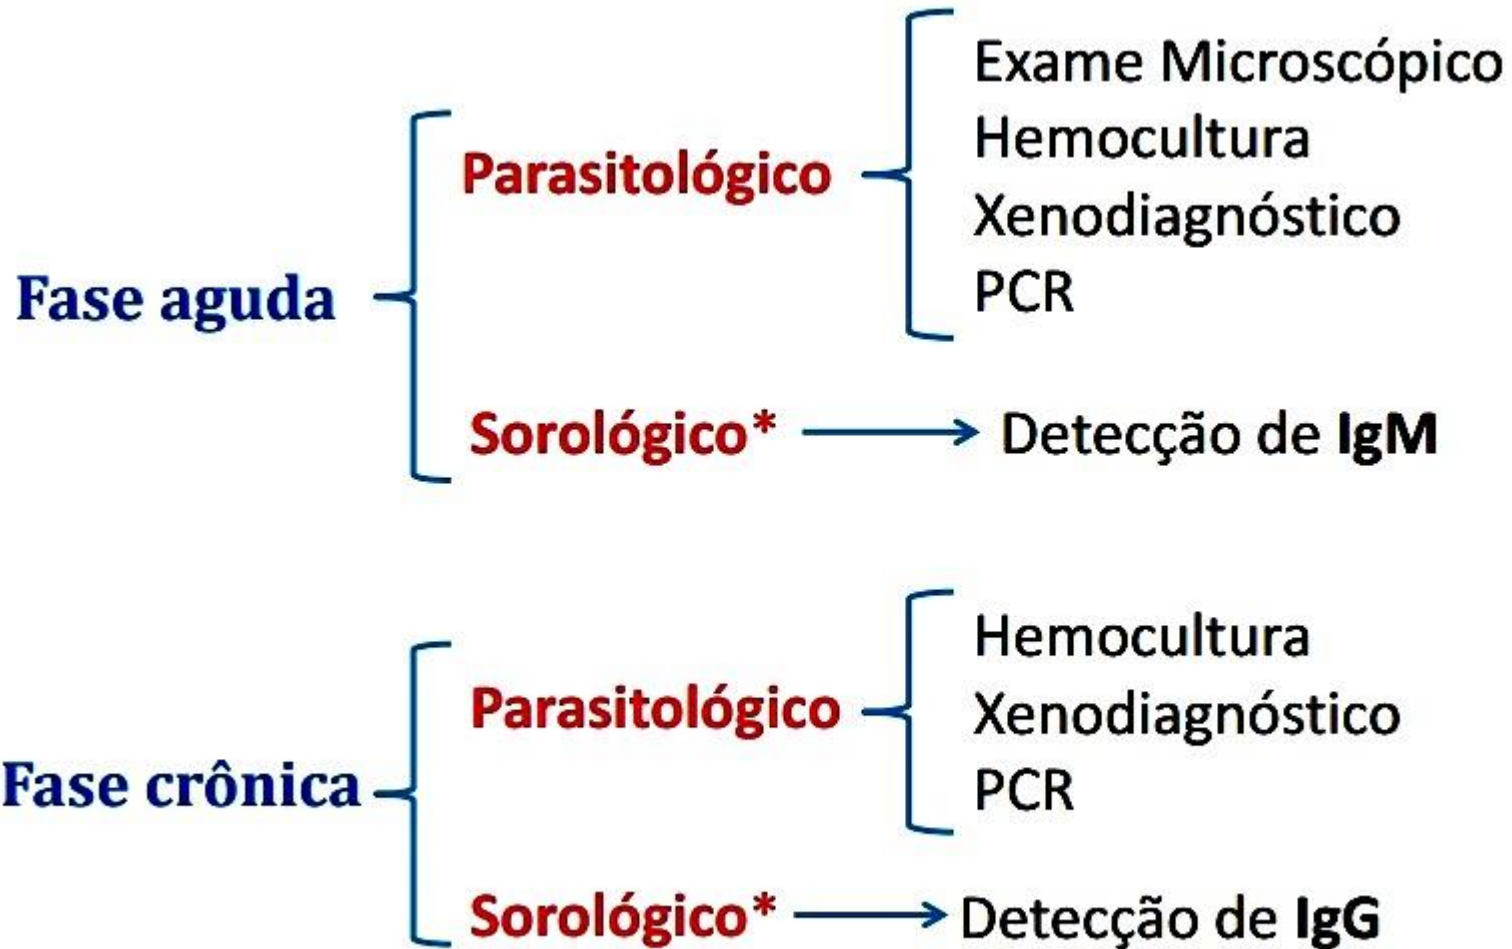 Fase aguda
Parasitológico
Exame Microscópico
Hemocultura
Xenodiagnóstico
PCR
Sorológico*
Detecção de IgM
Fase crônica
Parasitológico
Hemocultura
Xenodiagnóstico
PCR
Sorológico*
Detecção de IgG